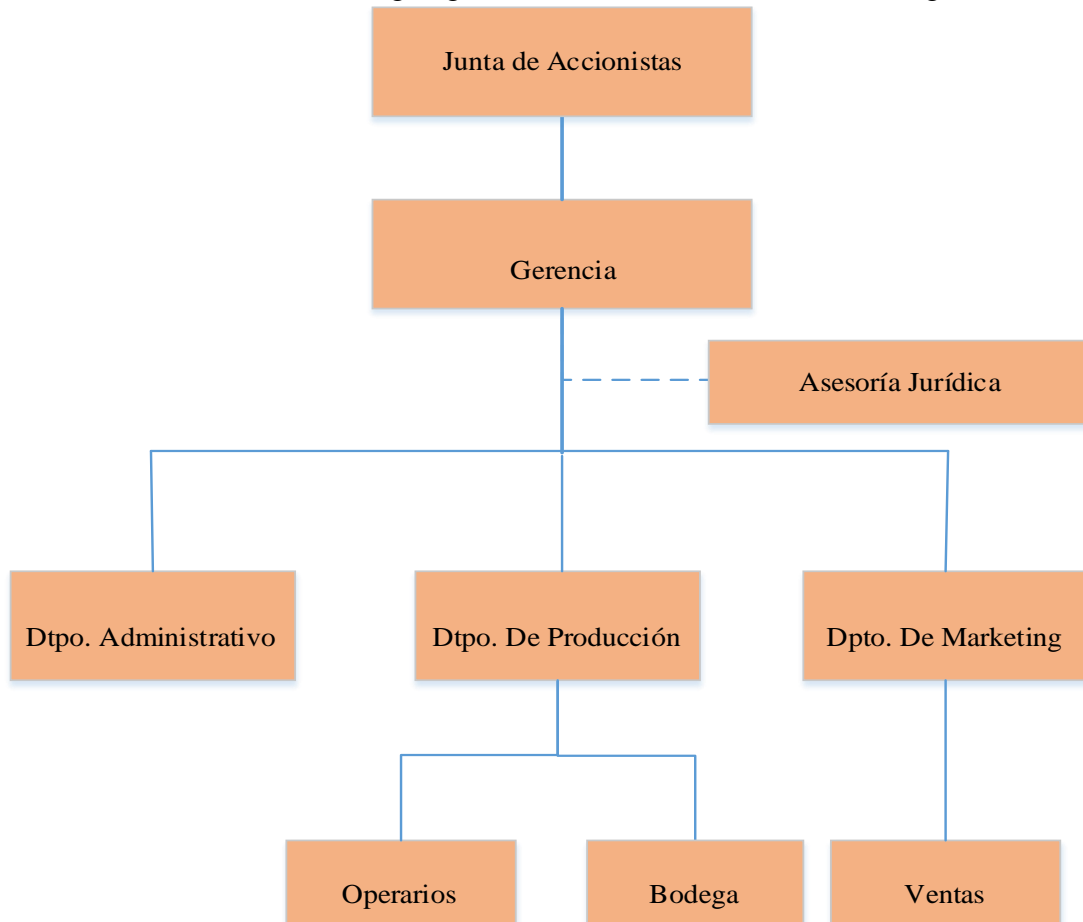 Junta de Accionistas
Gerencia
Asesoría Jurídica
Dtpo. Administrativo
Dtpo. De Producción
Dpto. De Marketing
Operarios
Bodega
Ventas